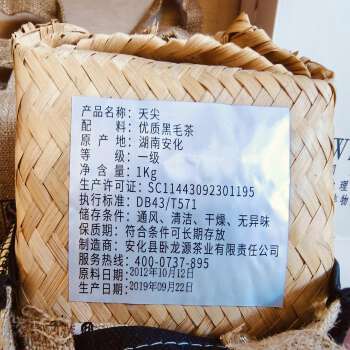 产品名称：天尖
配　　料：优质黑毛茶
原 产 地：湖南安化
等　　级：一级
净 含 量：1Kg
生产许可证：SC11443092301195
执行标准：DB43/T571
储存条件：通风、清洁、干燥、无异味
保质期：符合条件可长期存放
制造商：安化县卧龙源茶业有限责任公司
服务热线：400-0737-895
原料日期：2012年10月12日
生产日期：2019年09月22日